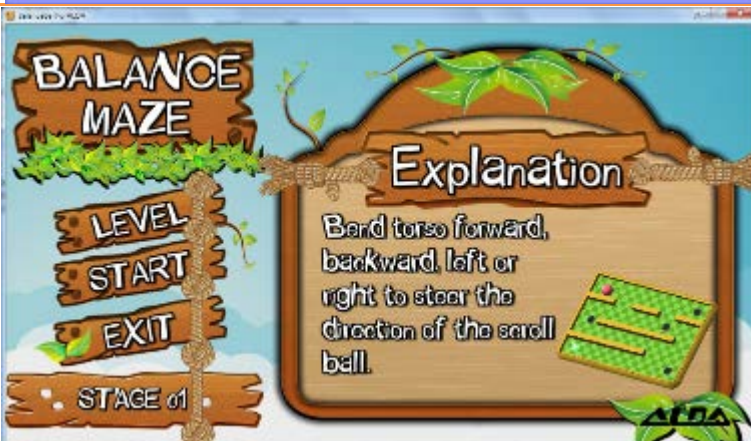 BALANCE
MAZE
LEVEL
START
EXIT
STAGE 01
Explanation
Bend torso forward,
backward, left or
right to steer the
direction of the scroll
ball.